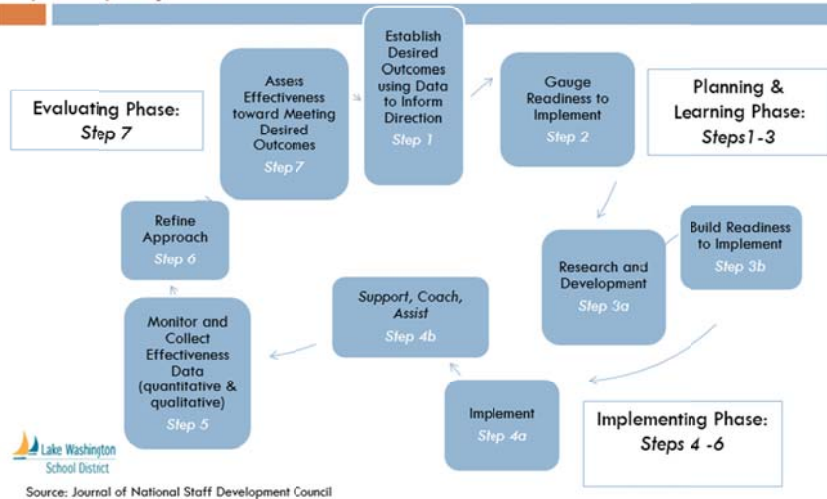 Establish
Desired
Outcomes
using Data
to Inform
Direction
Step 1
Gauge
Readiness to
Implement
Step 2
Planning &
Learning Phase:
Steps1-3
Build Readiness
to Implement
Step 3b
Research and
Development
Step 3a
Implementing Phase:
Steps 4 -6
Implement
Step 4a
Support, Coach,
Assist
Step 4b
Monitor and
Collect
Effectiveness
Data
(quantitative &
qualitative)
Step 5
Refine
Approach
Step 6
Evaluating Phase:
Step 7
Assess
Effectiveness
toward Meeting
Desired
Outcomes
Step 7
Lake Washington
School District
Source: Journal of National Staff Development Council